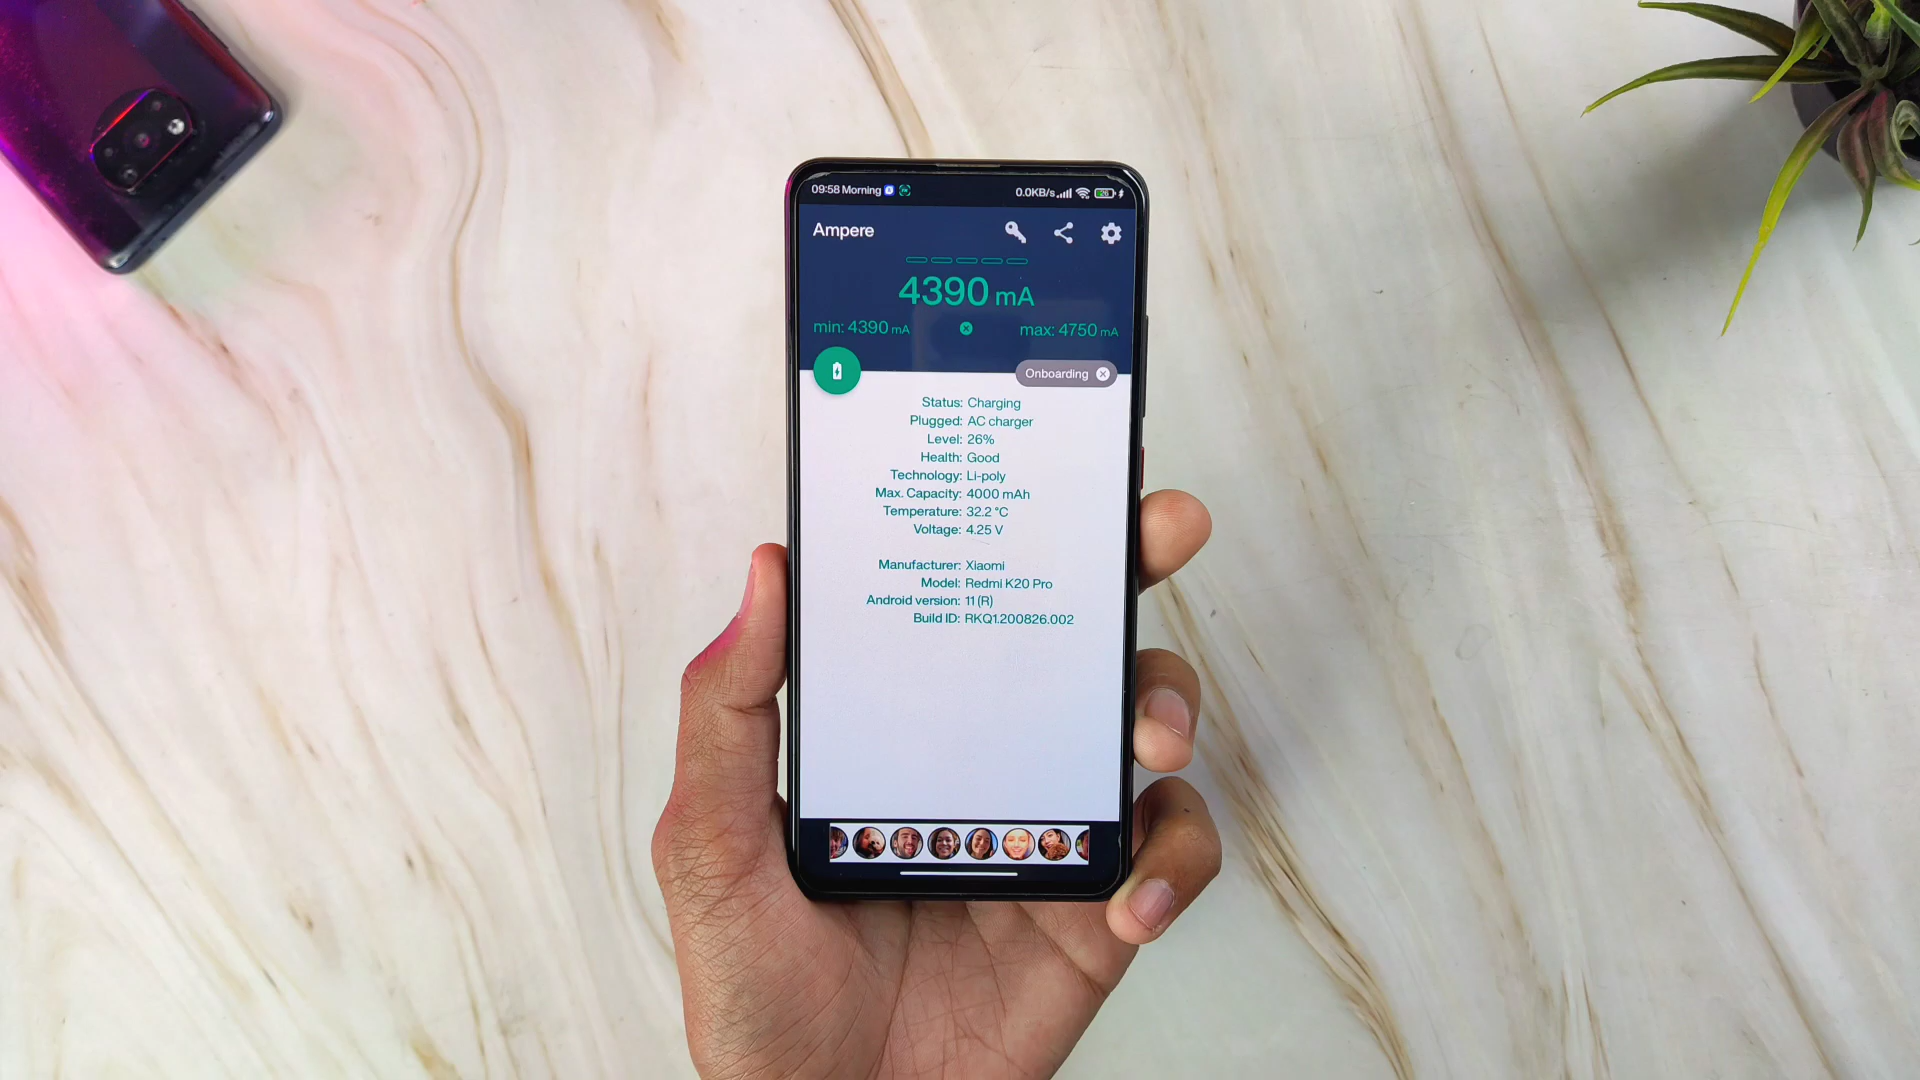 09:58 Morning 0.0KB/s
Ampere
4390 mA
min: 4390 mA max: 4750 mA
Onboarding
Status: Charging
Plugged: AC charger
Level: 26%
Health: Good
Technology: Li-poly
Max. Capacity: 4000 mAh
Temperature: 32.2 °C
Voltage: 4.25 V
Manufacturer: Xiaomi
Model: Redmi K20 Pro
Android version: 11 (R)
Build ID: RKQ1.200826.002